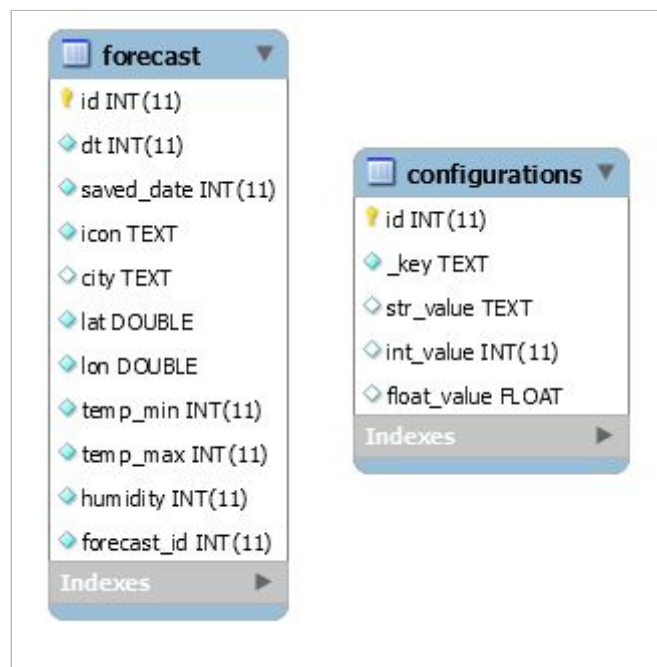 forecast
id INT(11)
dt INT(11)
saved_date INT(11)
icon TEXT
city TEXT
lat DOUBLE
lon DOUBLE
temp_min INT(11)
temp_max INT(11)
humidity INT(11)
forecast_id INT(11)
Indexes
configurations
id INT(11)
_key TEXT
str_value TEXT
int_value INT(11)
float_value FLOAT
Indexes